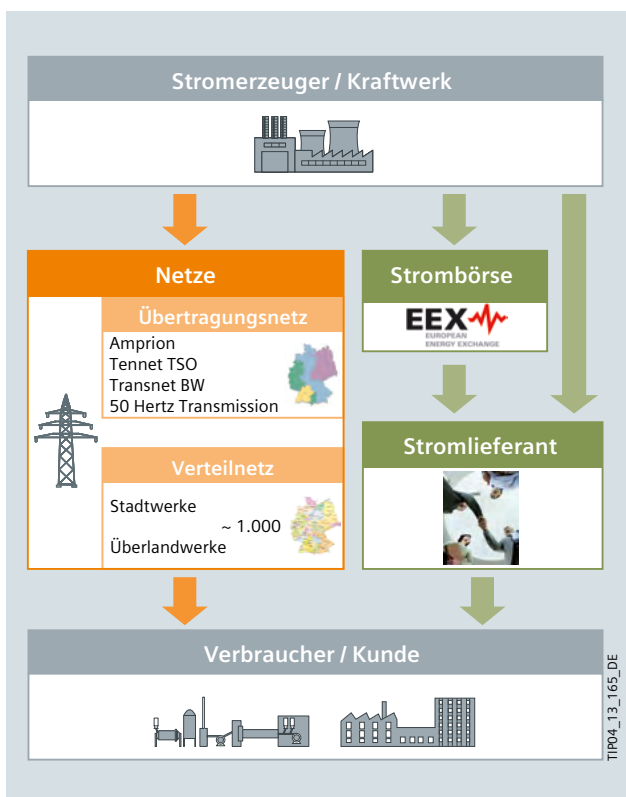 Stromerzeuger / Kraftwerk
Netze
Übertragungsnetz
Amprion
Tennet TSO
Transnet BW
50 Hertz Transmission
Verteilnetz
Stadtwerke
~ 1.000
Überlandwerke
Strombörse
EEX
EUROPEAN
ENERGY EXCHANGE
Stromlieferant
Verbraucher / Kunde
TIP04_13_165_DE